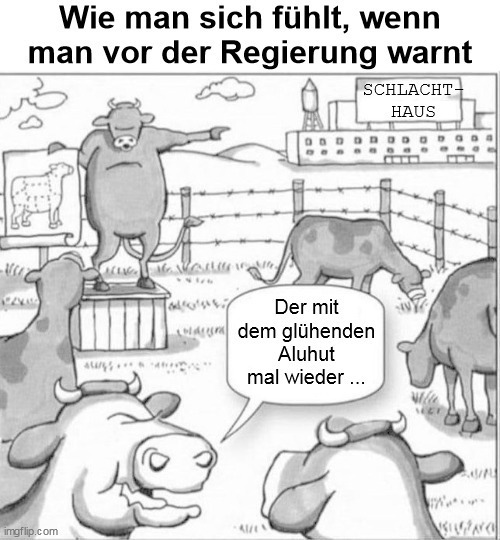 Wie man sich fühlt, wenn
man vor der Regierung warnt
SCHLACHT-
HAUS
Der mit
dem glühenden
Aluhut
mal wieder ...
imgflip.com